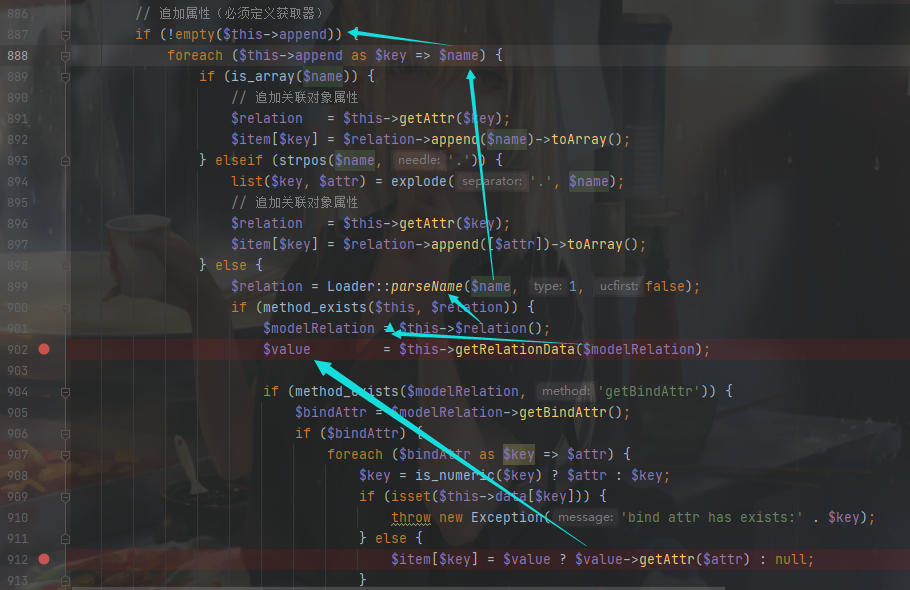 886 // 追加属性（必须定义获取器）
887 if (!empty($this->append)) {
888 foreach ($this->append as $key => $name) {
889 if (is_array($name)) {
890 // 追加关联对象属性
891 $relation = $this->getAttr($key);
892 $item[$key] = $relation->append($name)->toArray();
893 } elseif (strpos($name, needle: '.')) {
894 list($key, $attr) = explode( separator: '.', $name);
895 // 追加关联对象属性
896 $relation = $this->getAttr($key);
897 $item[$key] = $relation->append([$attr])->toArray();
898 } else {
899 $relation = Loader::parseName($name, type: 1, ucfirst: false);
900 if (method_exists($this, $relation)) {
901 $modelRelation = $this->$relation();
902 $value = $this->getRelationData($modelRelation);
903
904 if (method_exists($modelRelation, method: 'getBindAttr')) {
905 $bindAttr = $modelRelation->getBindAttr();
906 if ($bindAttr) {
907 foreach ($bindAttr as $key => $attr) {
908 $key = is_numeric($key) ? $attr : $key;
909 if (isset($this->data[$key])) {
910 throw new Exception( message: 'bind attr has exists:' . $key);
911 } else {
912 $item[$key] = $value ? $value->getAttr($attr) : null;
913 }